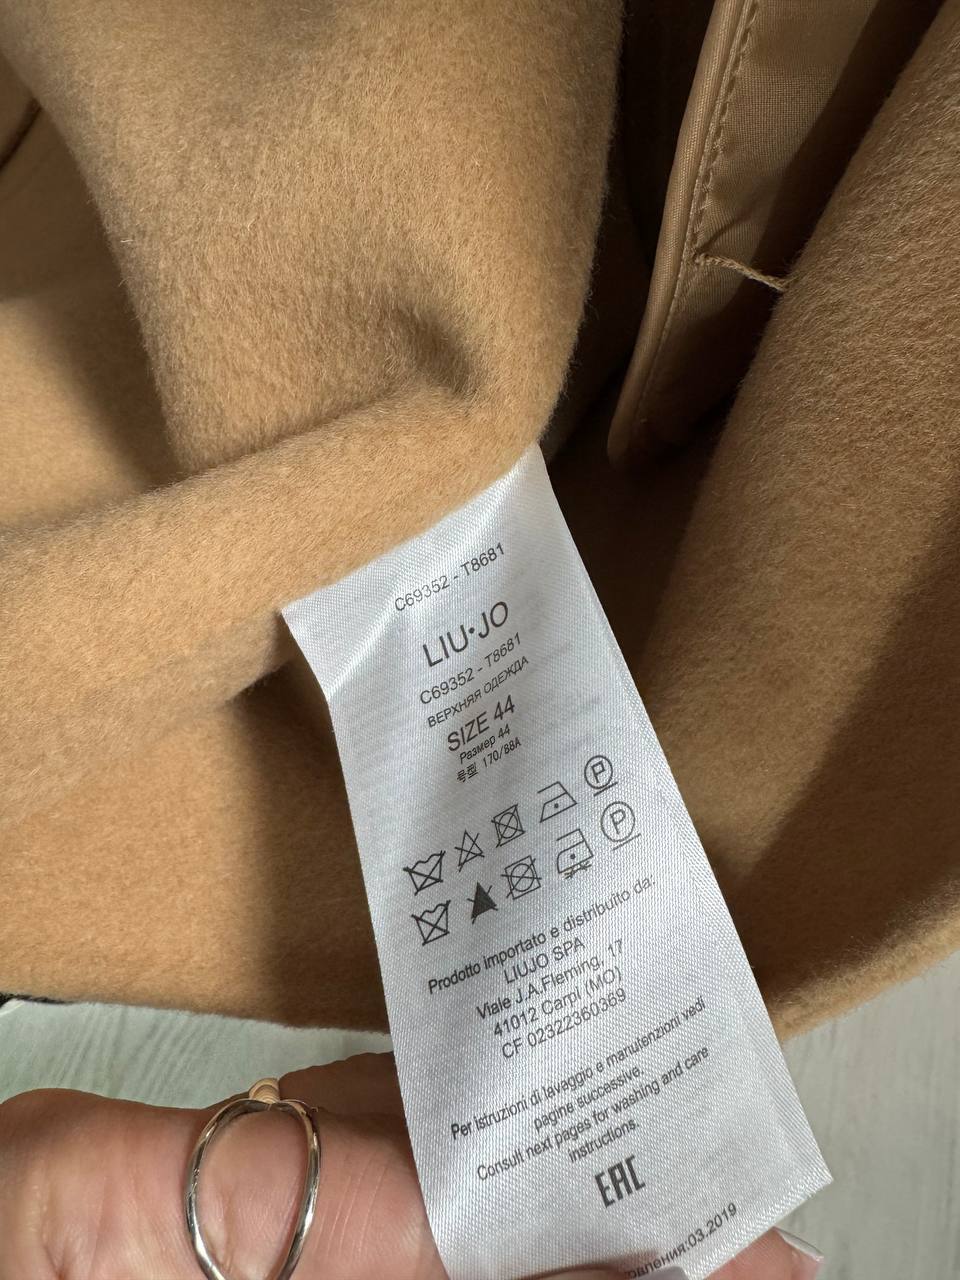 C69352 - T8681
LIU·JO
C69352 - T8681
ВЕРХНЯЯ ОДЕЖДА
SIZE 44
Размер 44
号型 170/88A
P
P
Prodotto importato e distribuito da:
LIUJO SPA
Viale J.A.Fleming, 17
41012 Carpi (MO)
CF 02322360369
Per istruzioni di lavaggio e manutenzioni vedi
pagine successive.
Consult next pages for washing and care
instructions.
EAC
03.2019